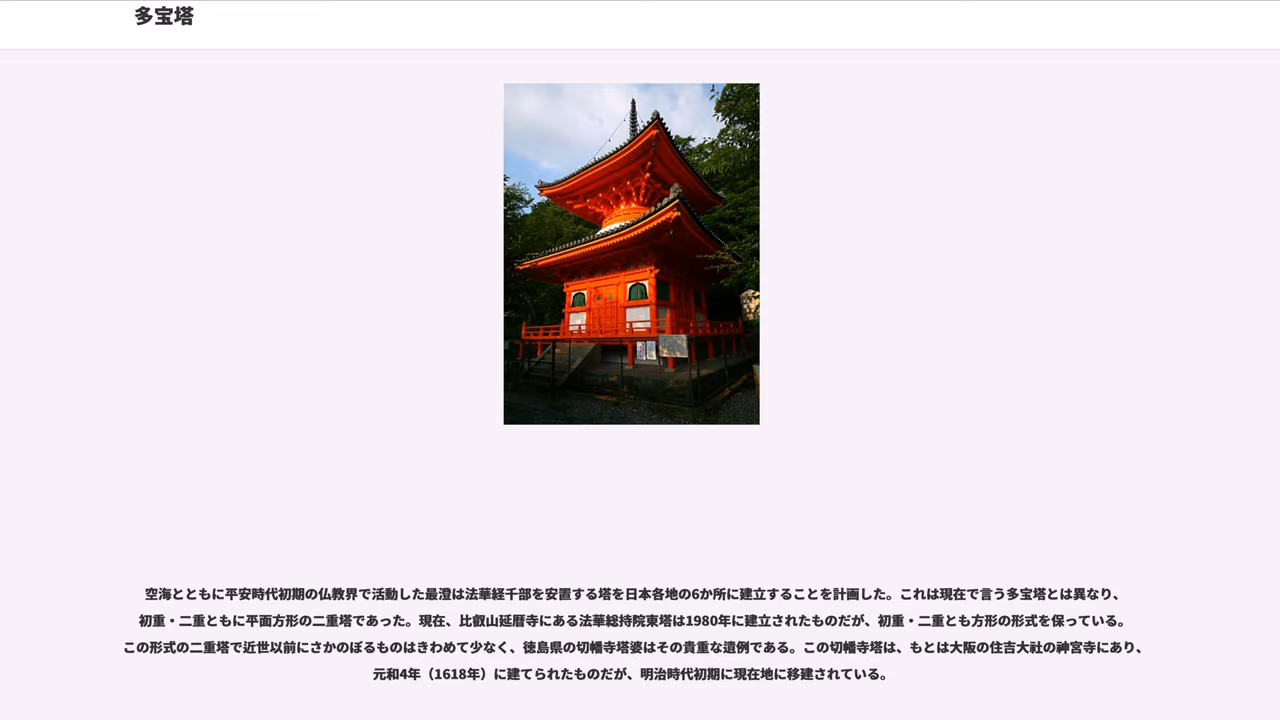 多宝塔
空海とともに平安時代初期の仏教界で活動した最澄は法華経千部を安置する塔を日本各地の6か所に建立することを計画した。これは現在で言う多宝塔とは異なり、
初重・二重ともに平面方形の二重塔であった。現在、比叡山延暦寺にある法華総持院東塔は1980年に建立されたものだが、初重・二重とも方形の形式を保っている。
この形式の二重塔で近世以前にさかのぼるものはきわめて少なく、徳島県の切幡寺塔婆はその貴重な遺例である。この切幡寺塔は、もとは大阪の住吉大社の神宮寺にあり、
元和4年（1618年）に建てられたものだが、明治時代初期に現在地に移建されている。